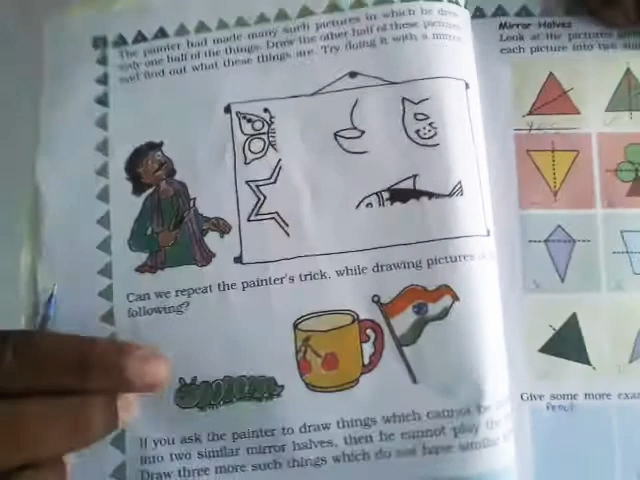 The painter had made many such pictures in which he drew
only one half of the things. Draw the other half of these pictures
and find out what these things are. Try doing it with a mirror
Can we repeat the painter's trick, while drawing pictures
following?
If you ask the painter to draw things which cannot be
into two similar mirror halves, then he cannot play the
Draw three more such things which do not have similar
Mirror Halves
Look at the pictures
each picture into two
Give some more